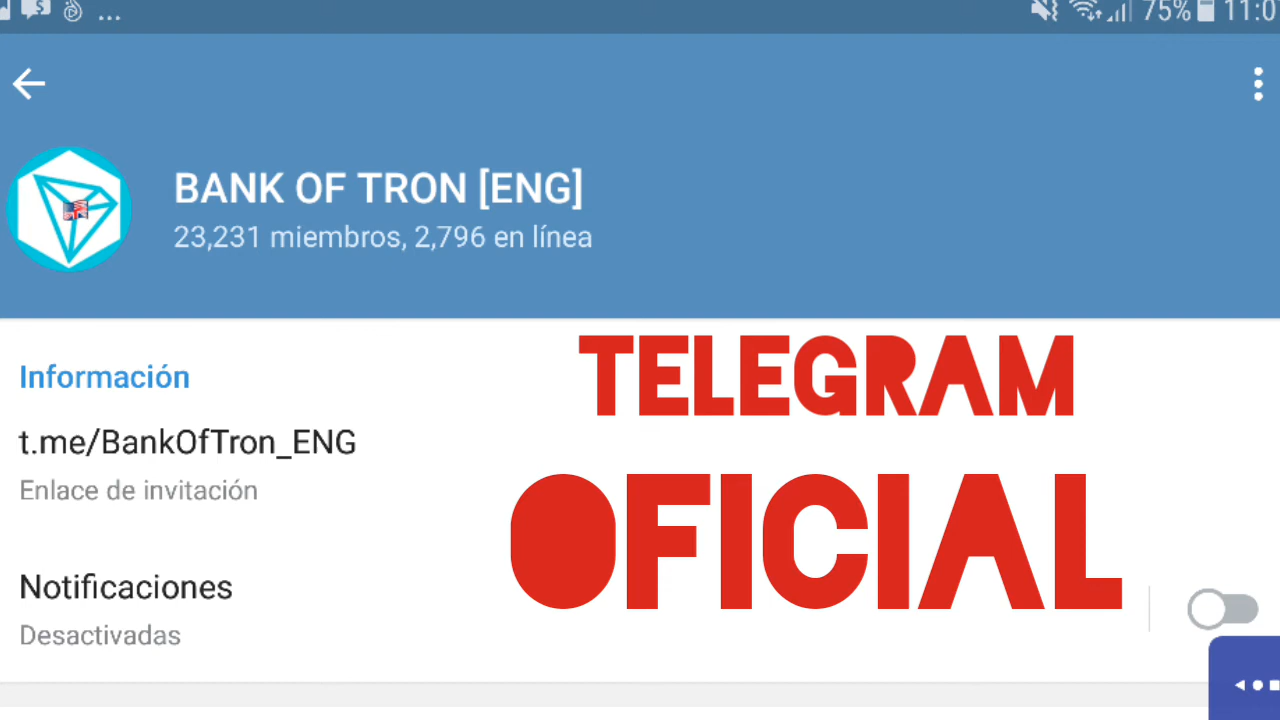 75%
BANK OF TRON [ENG]
23,231 miembros, 2,796 en línea
TELEGRAM
OFICIAL
Información
t.me/BankOfTron_ENG
Enlace de invitación
Notificaciones
Desactivadas